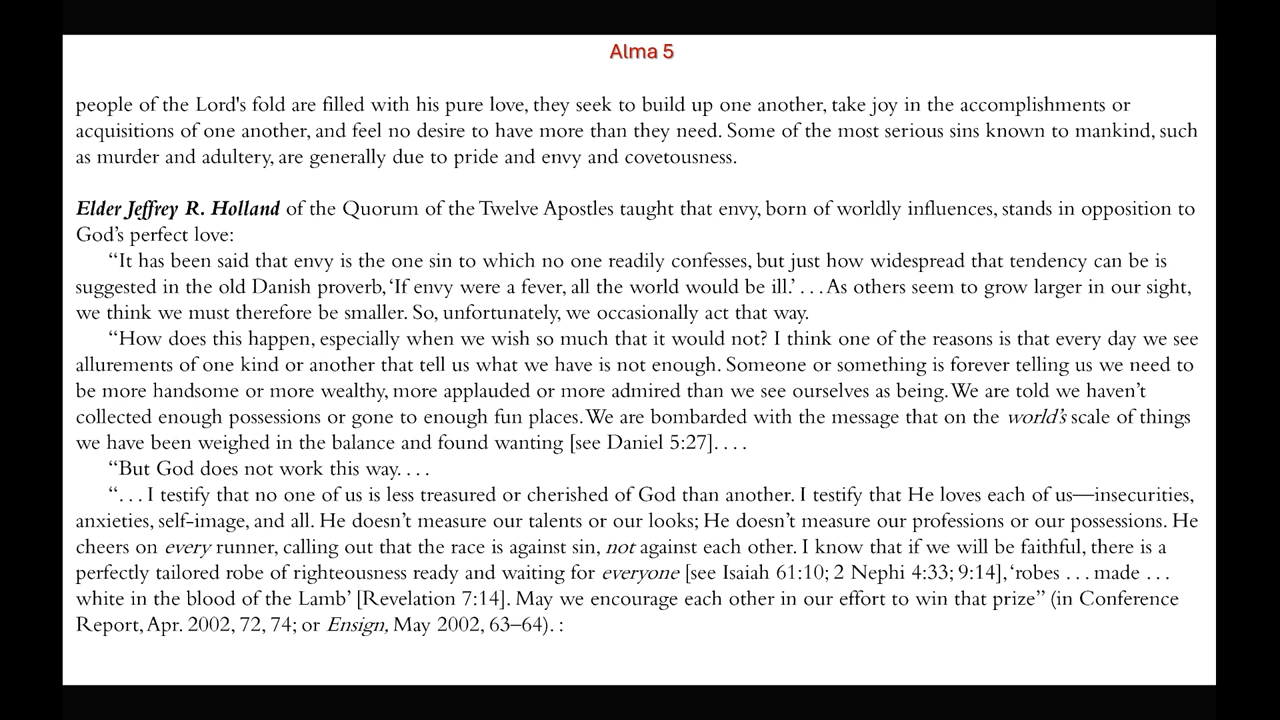 Alma 5
people of the Lord's fold are filled with his pure love, they seek to build up one another, take joy in the accomplishments or
acquisitions of one another, and feel no desire to have more than they need. Some of the most serious sins known to mankind, such
as murder and adultery, are generally due to pride and envy and covetousness.
Elder Jeffrey R. Holland of the Quorum of the Twelve Apostles taught that envy, born of worldly influences, stands in opposition to
God’s perfect love:
“It has been said that envy is the one sin to which no one readily confesses, but just how widespread that tendency can be is
suggested in the old Danish proverb, ‘If envy were a fever, all the world would be ill.’ . . . As others seem to grow larger in our sight,
we think we must therefore be smaller. So, unfortunately, we occasionally act that way.
“How does this happen, especially when we wish so much that it would not? I think one of the reasons is that every day we see
allurements of one kind or another that tell us what we have is not enough. Someone or something is forever telling us we need to
be more handsome or more wealthy, more applauded or more admired than we see ourselves as being. We are told we haven’t
collected enough possessions or gone to enough fun places. We are bombarded with the message that on the world’s scale of things
we have been weighed in the balance and found wanting [see Daniel 5:27]. . . .
“But God does not work this way. . . .
“. . . I testify that no one of us is less treasured or cherished of God than another. I testify that He loves each of us—insecurities,
anxieties, self-image, and all. He doesn’t measure our talents or our looks; He doesn’t measure our professions or our possessions. He
cheers on every runner, calling out that the race is against sin, not against each other. I know that if we will be faithful, there is a
perfectly tailored robe of righteousness ready and waiting for everyone [see Isaiah 61:10; 2 Nephi 4:33; 9:14], ‘robes . . . made . . .
white in the blood of the Lamb’ [Revelation 7:14]. May we encourage each other in our effort to win that prize” (in Conference
Report, Apr. 2002, 72, 74; or Ensign, May 2002, 63–64). :